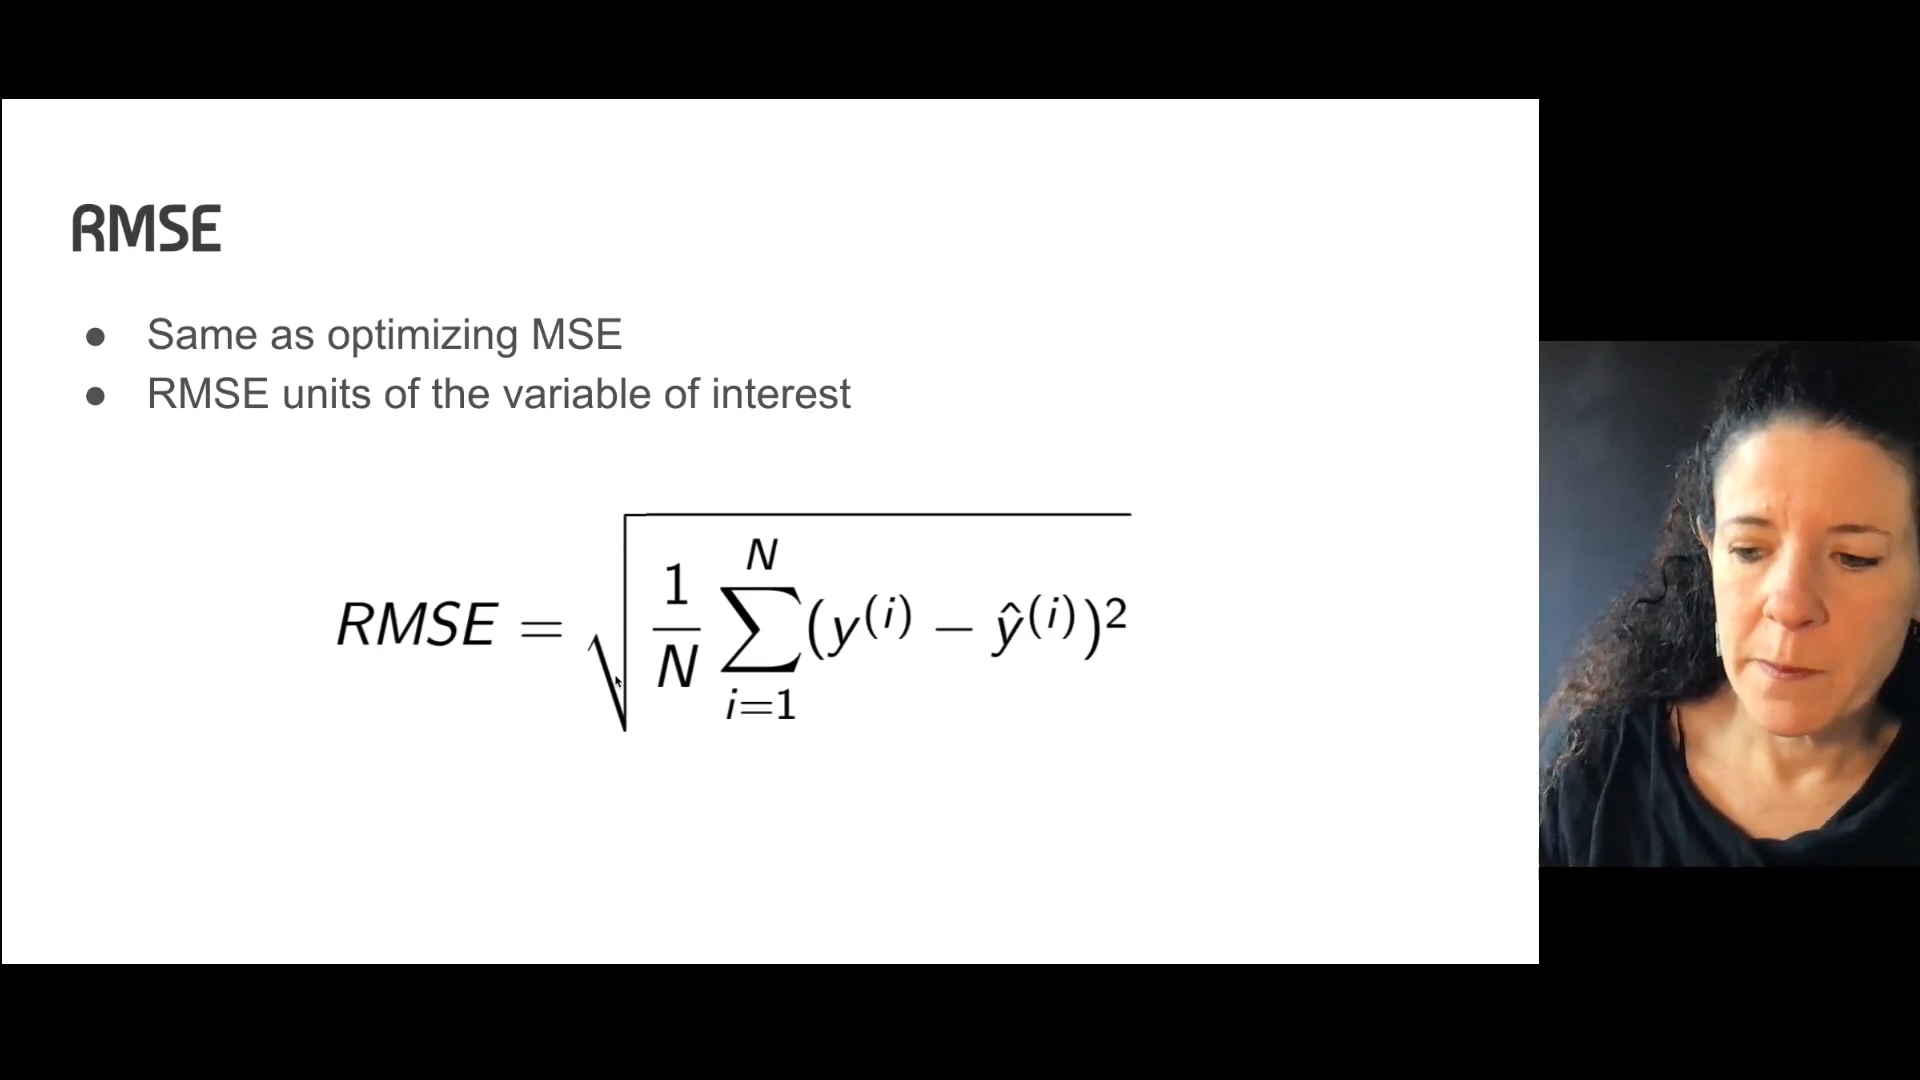 RMSE
● Same as optimizing MSE
● RMSE units of the variable of interest
RMSE = √(1/N ∑_{i=1}^{N} (y^{(i)} − ŷ^{(i)})²)